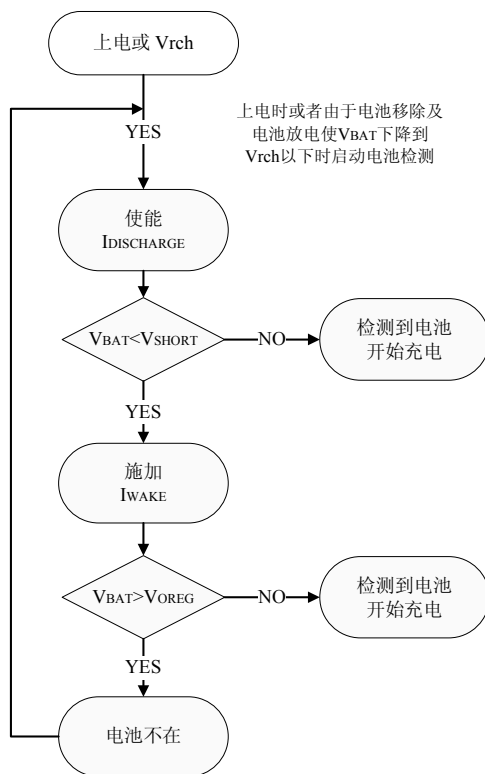 上电或 Vrch
上电时或者由于电池移除及
电池放电使VBAT下降到
Vrch以下时启动电池检测
YES
使能
IDISCHARGE
VBAT<VSHORT
NO
检测到电池
开始充电
YES
施加
IWAKE
VBAT>VOREG
NO
检测到电池
开始充电
YES
电池不在